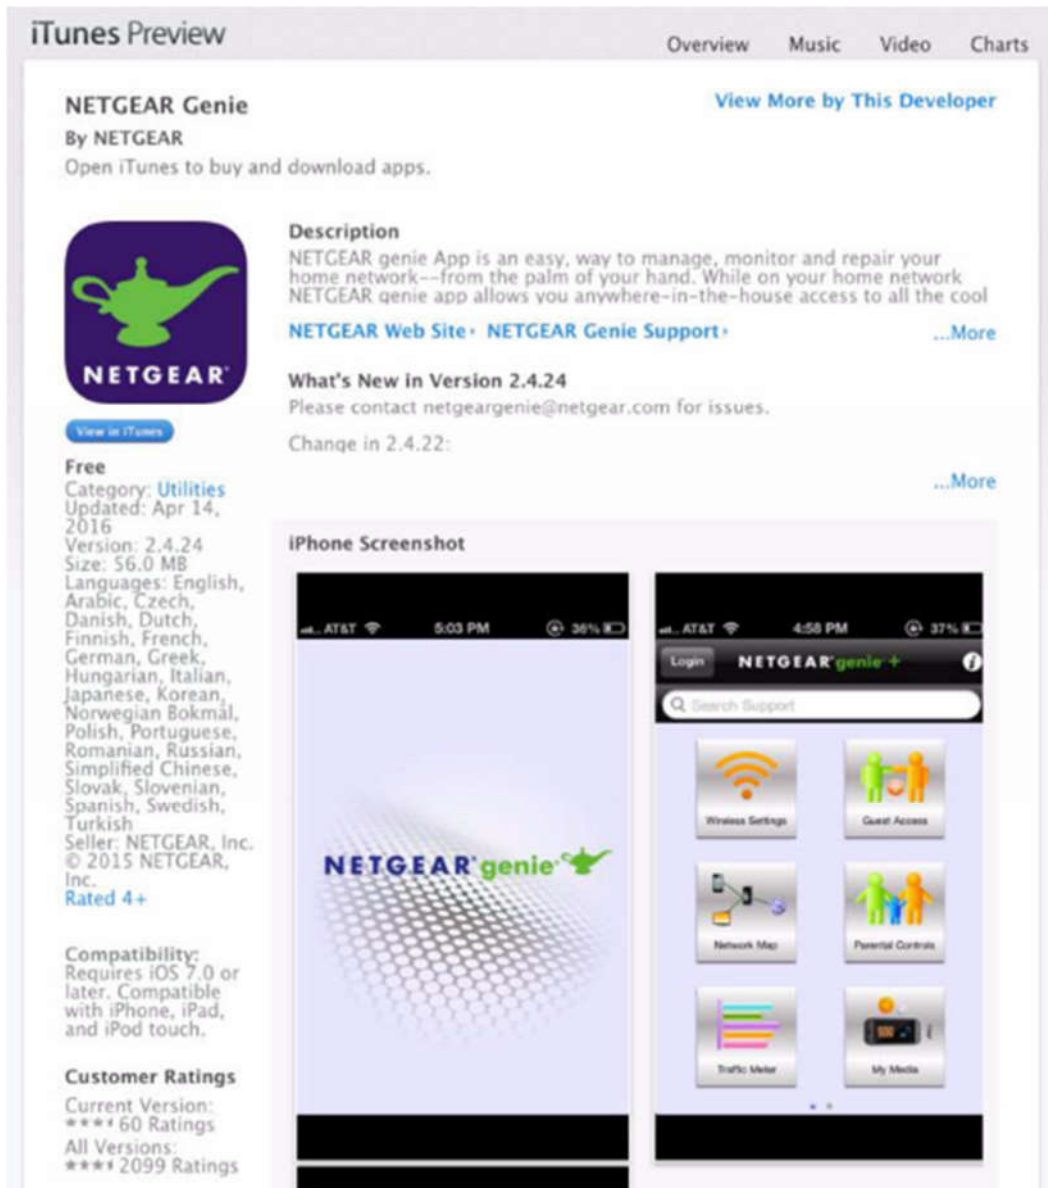 iTunes Preview
Overview Music Video Charts
NETGEAR Genie
View More by This Developer
By NETGEAR
Open iTunes to buy and download apps.
NETGEAR®
View in iTunes
Free
Category: Utilities
Updated: Apr 14,
2016
Version: 2.4.24
Size: 56.0 MB
Languages: English,
Arabic, Czech,
Danish, Dutch,
Finnish, French,
German, Greek,
Hungarian, Italian,
Japanese, Korean,
Norwegian Bokmål,
Polish, Portuguese,
Romanian, Russian,
Simplified Chinese,
Slovak, Slovenian,
Spanish, Swedish,
Turkish
Seller: NETGEAR, Inc.
© 2015 NETGEAR,
Inc.
Rated 4+
Compatibility:
Requires iOS 7.0 or
later. Compatible
with iPhone, iPad,
and iPod touch.
Customer Ratings
Current Version:
60 Ratings
All Versions:
2099 Ratings
Description
NETGEAR genie App is an easy, way to manage, monitor and repair your
home network--from the palm of your hand. While on your home network
NETGEAR genie app allows you anywhere-in-the-house access to all the cool
NETGEAR Web Site NETGEAR Genie Support
...More
What's New in Version 2.4.24
Please contact netgeargenie@netgear.com for issues.
Change in 2.4.22:
...More
iPhone Screenshot
AT&T 5:03 PM 36%
NETGEAR® genie®
AT&T 4:58 PM 37%
Login NETGEAR® genie +
Search Support
Wireless Settings Guest Access
Network Map Parental Controls
Traffic Meter My Media